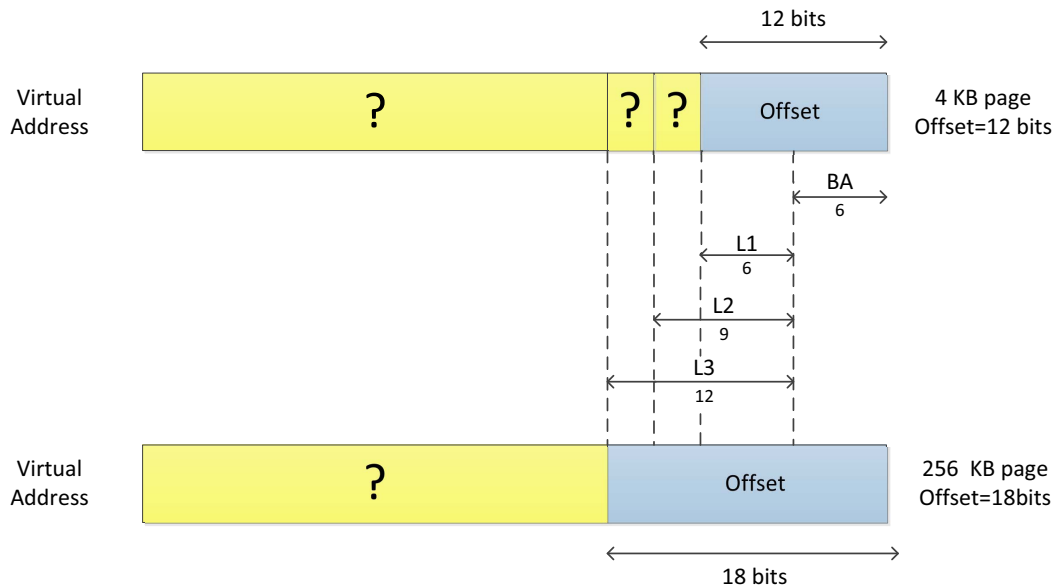 12 bits
Virtual
Address
?
?
?
Offset
4 KB page
Offset=12 bits
BA
6
L1
6
L2
9
L3
12
Virtual
Address
?
Offset
256 KB page
Offset=18bits
18 bits